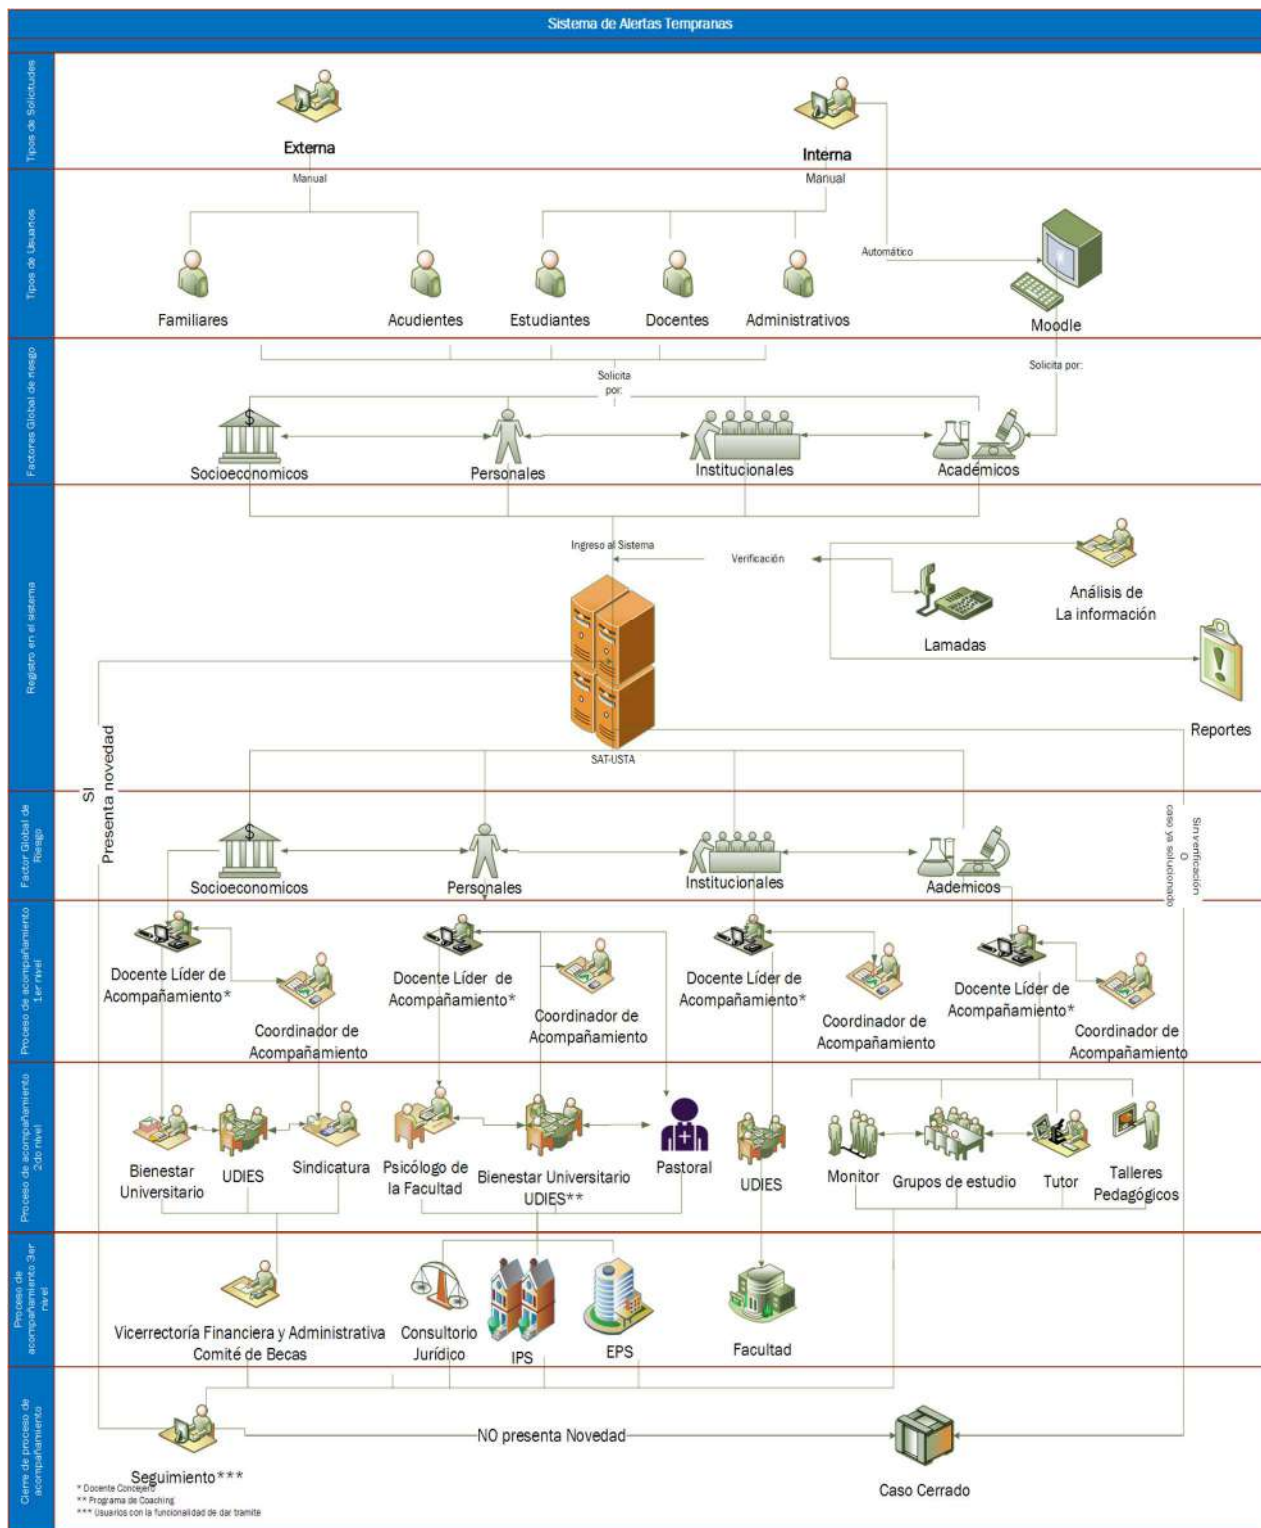 Sistema de Alertas Tempranas
Tipos de Solicitudes
Externa
Interna
Tipos de Usuarios
Manual
Manual
Automático
Familiares
Acudientes
Estudiantes
Docentes
Administrativos
Moodle
Factores Global de riesgo
Solicita
por:
Solicita por:
Socioeconomicos
Personales
Institucionales
Académicos
Registro en el sistema
Ingreso al Sistema
Verificación
Análisis de
La información
Lamadas
Reportes
SAT-USTA
SI
Presenta novedad
Factor Global de
Riesgo
Socioeconomicos
Personales
Institucionales
Aademicos
Sin verificación
O
caso ya solucionado
Proceso de acompañamiento
1er nivel
Docente Líder de
Acompañamiento*
Coordinador de
Acompañamiento
Docente Líder de
Acompañamiento*
Coordinador de
Acompañamiento
Docente Líder de
Acompañamiento*
Coordinador de
Acompañamiento
Docente Líder de
Acompañamiento*
Coordinador de
Acompañamiento
Proceso de acompañamiento
2do nivel
Bienestar
Universitario
UDIES
Sindicatura
Psicólogo de
la Facultad
Bienestar Universitario
UDIES**
Pastoral
UDIES
Monitor
Grupos de estudio
Tutor
Talleres
Pedagógicos
Proceso de
acompañamiento 3er
nivel
Vicerrectoría Financiera y Administrativa
Comité de Becas
Consultorio
Jurídico
IPS
EPS
Facultad
Cierre de proceso de
acompañamiento
NO presenta Novedad
Seguimiento***
Caso Cerrado
* Docente Concejero
** Programa de Coaching
*** Usuarios con la funcionalidad de dar tramite